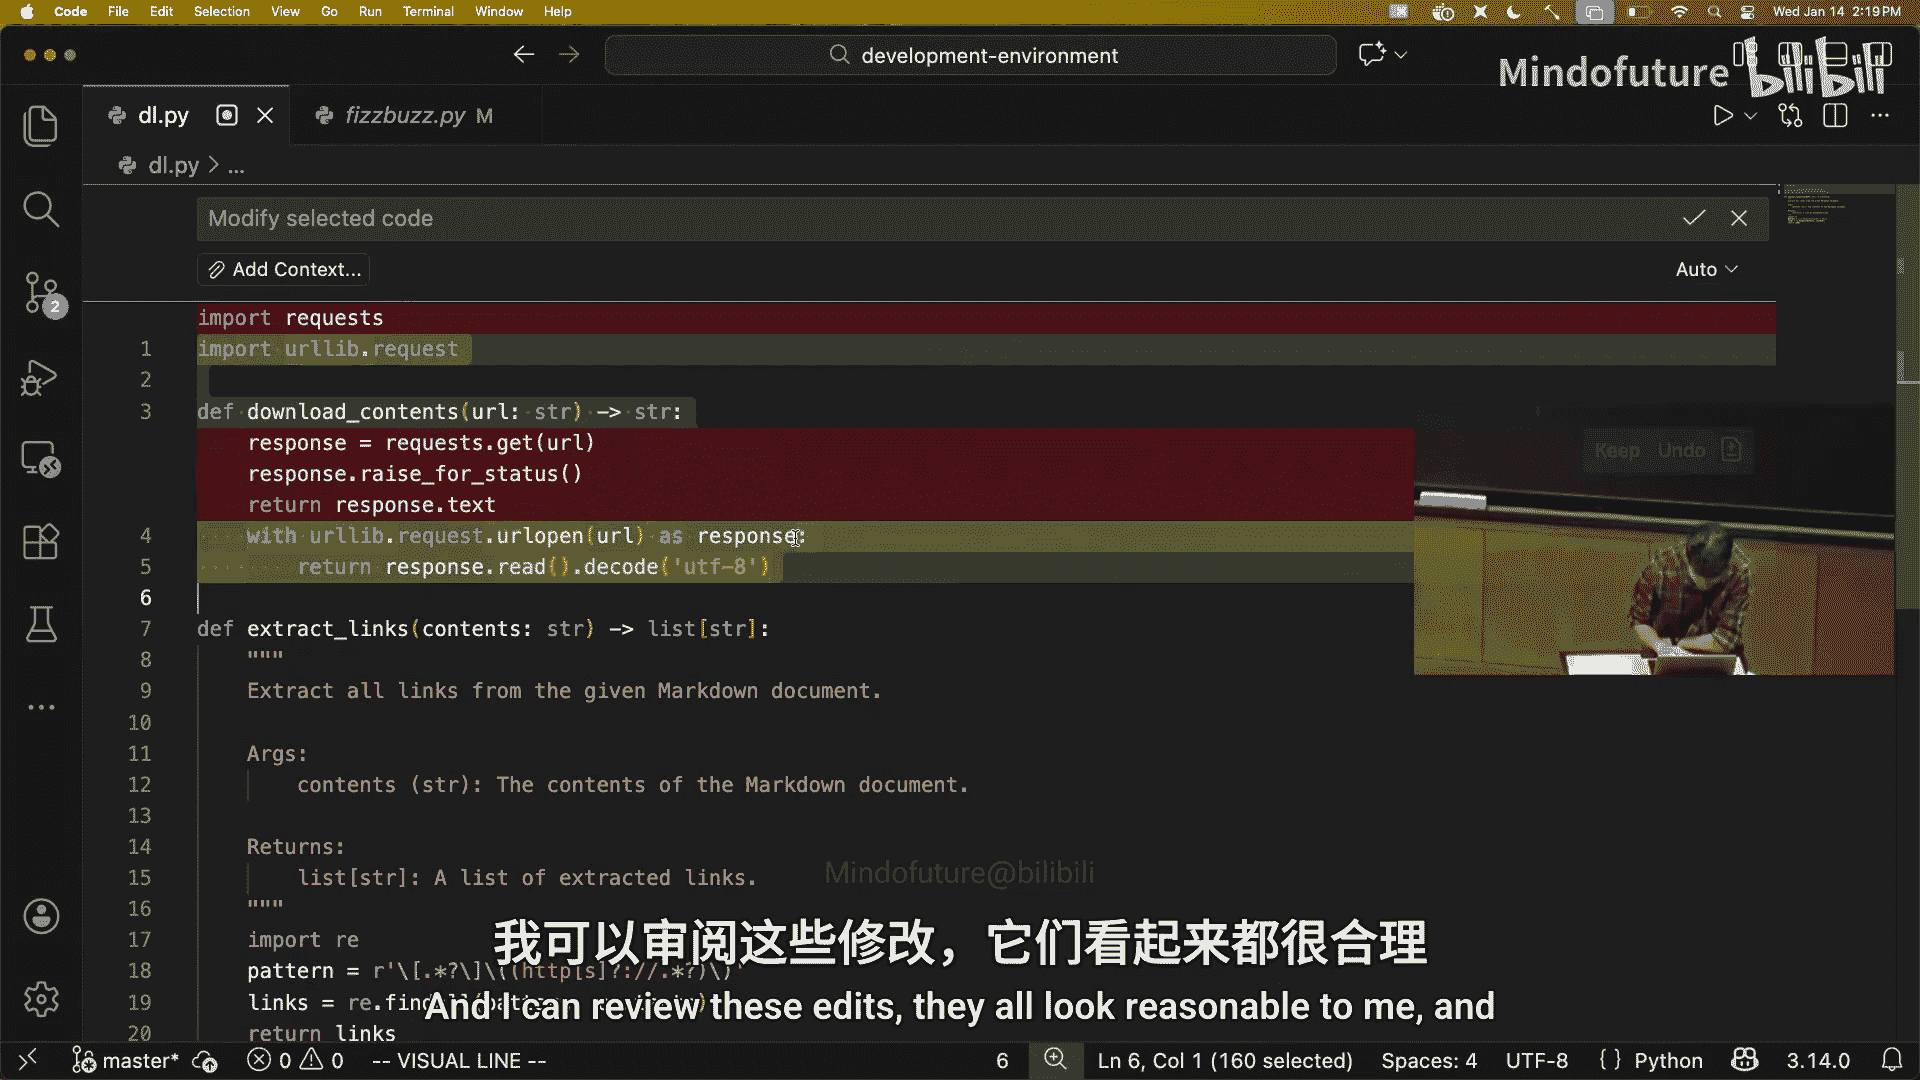 Code File Edit Selection View Go Run Terminal Window Help Wed Jan 14 2:19 PM
development-environment
Mindofuture bilibili
dl.py fizzbuzz.py M
dl.py > ...
Modify selected code
Add Context... Auto
import requests
1 import urllib.request
2
3 def download_contents(url: str) -> str:
response = requests.get(url)
response.raise_for_status()
return response.text
Keep Undo
4 with urllib.request.urlopen(url) as response:
5 return response.read().decode('utf-8')
6
7 def extract_links(contents: str) -> list[str]:
8 """
9 Extract all links from the given Markdown document.
10
11 Args:
12 contents (str): The contents of the Markdown document.
13
14 Returns:
15 list[str]: A list of extracted links.
Mindofuture@bilibili
16 """
17 import re
18 pattern = r'\[.*?\]\((http[s]?://.*?)\)'
19 links =
20 return links
2
我可以审阅这些修改，它们看起来都很合理
And I can review these edits, they all look reasonable to me, and
master* 0 0 -- VISUAL LINE -- 6 Ln 6, Col 1 (160 selected) Spaces: 4 UTF-8 {} Python 3.14.0